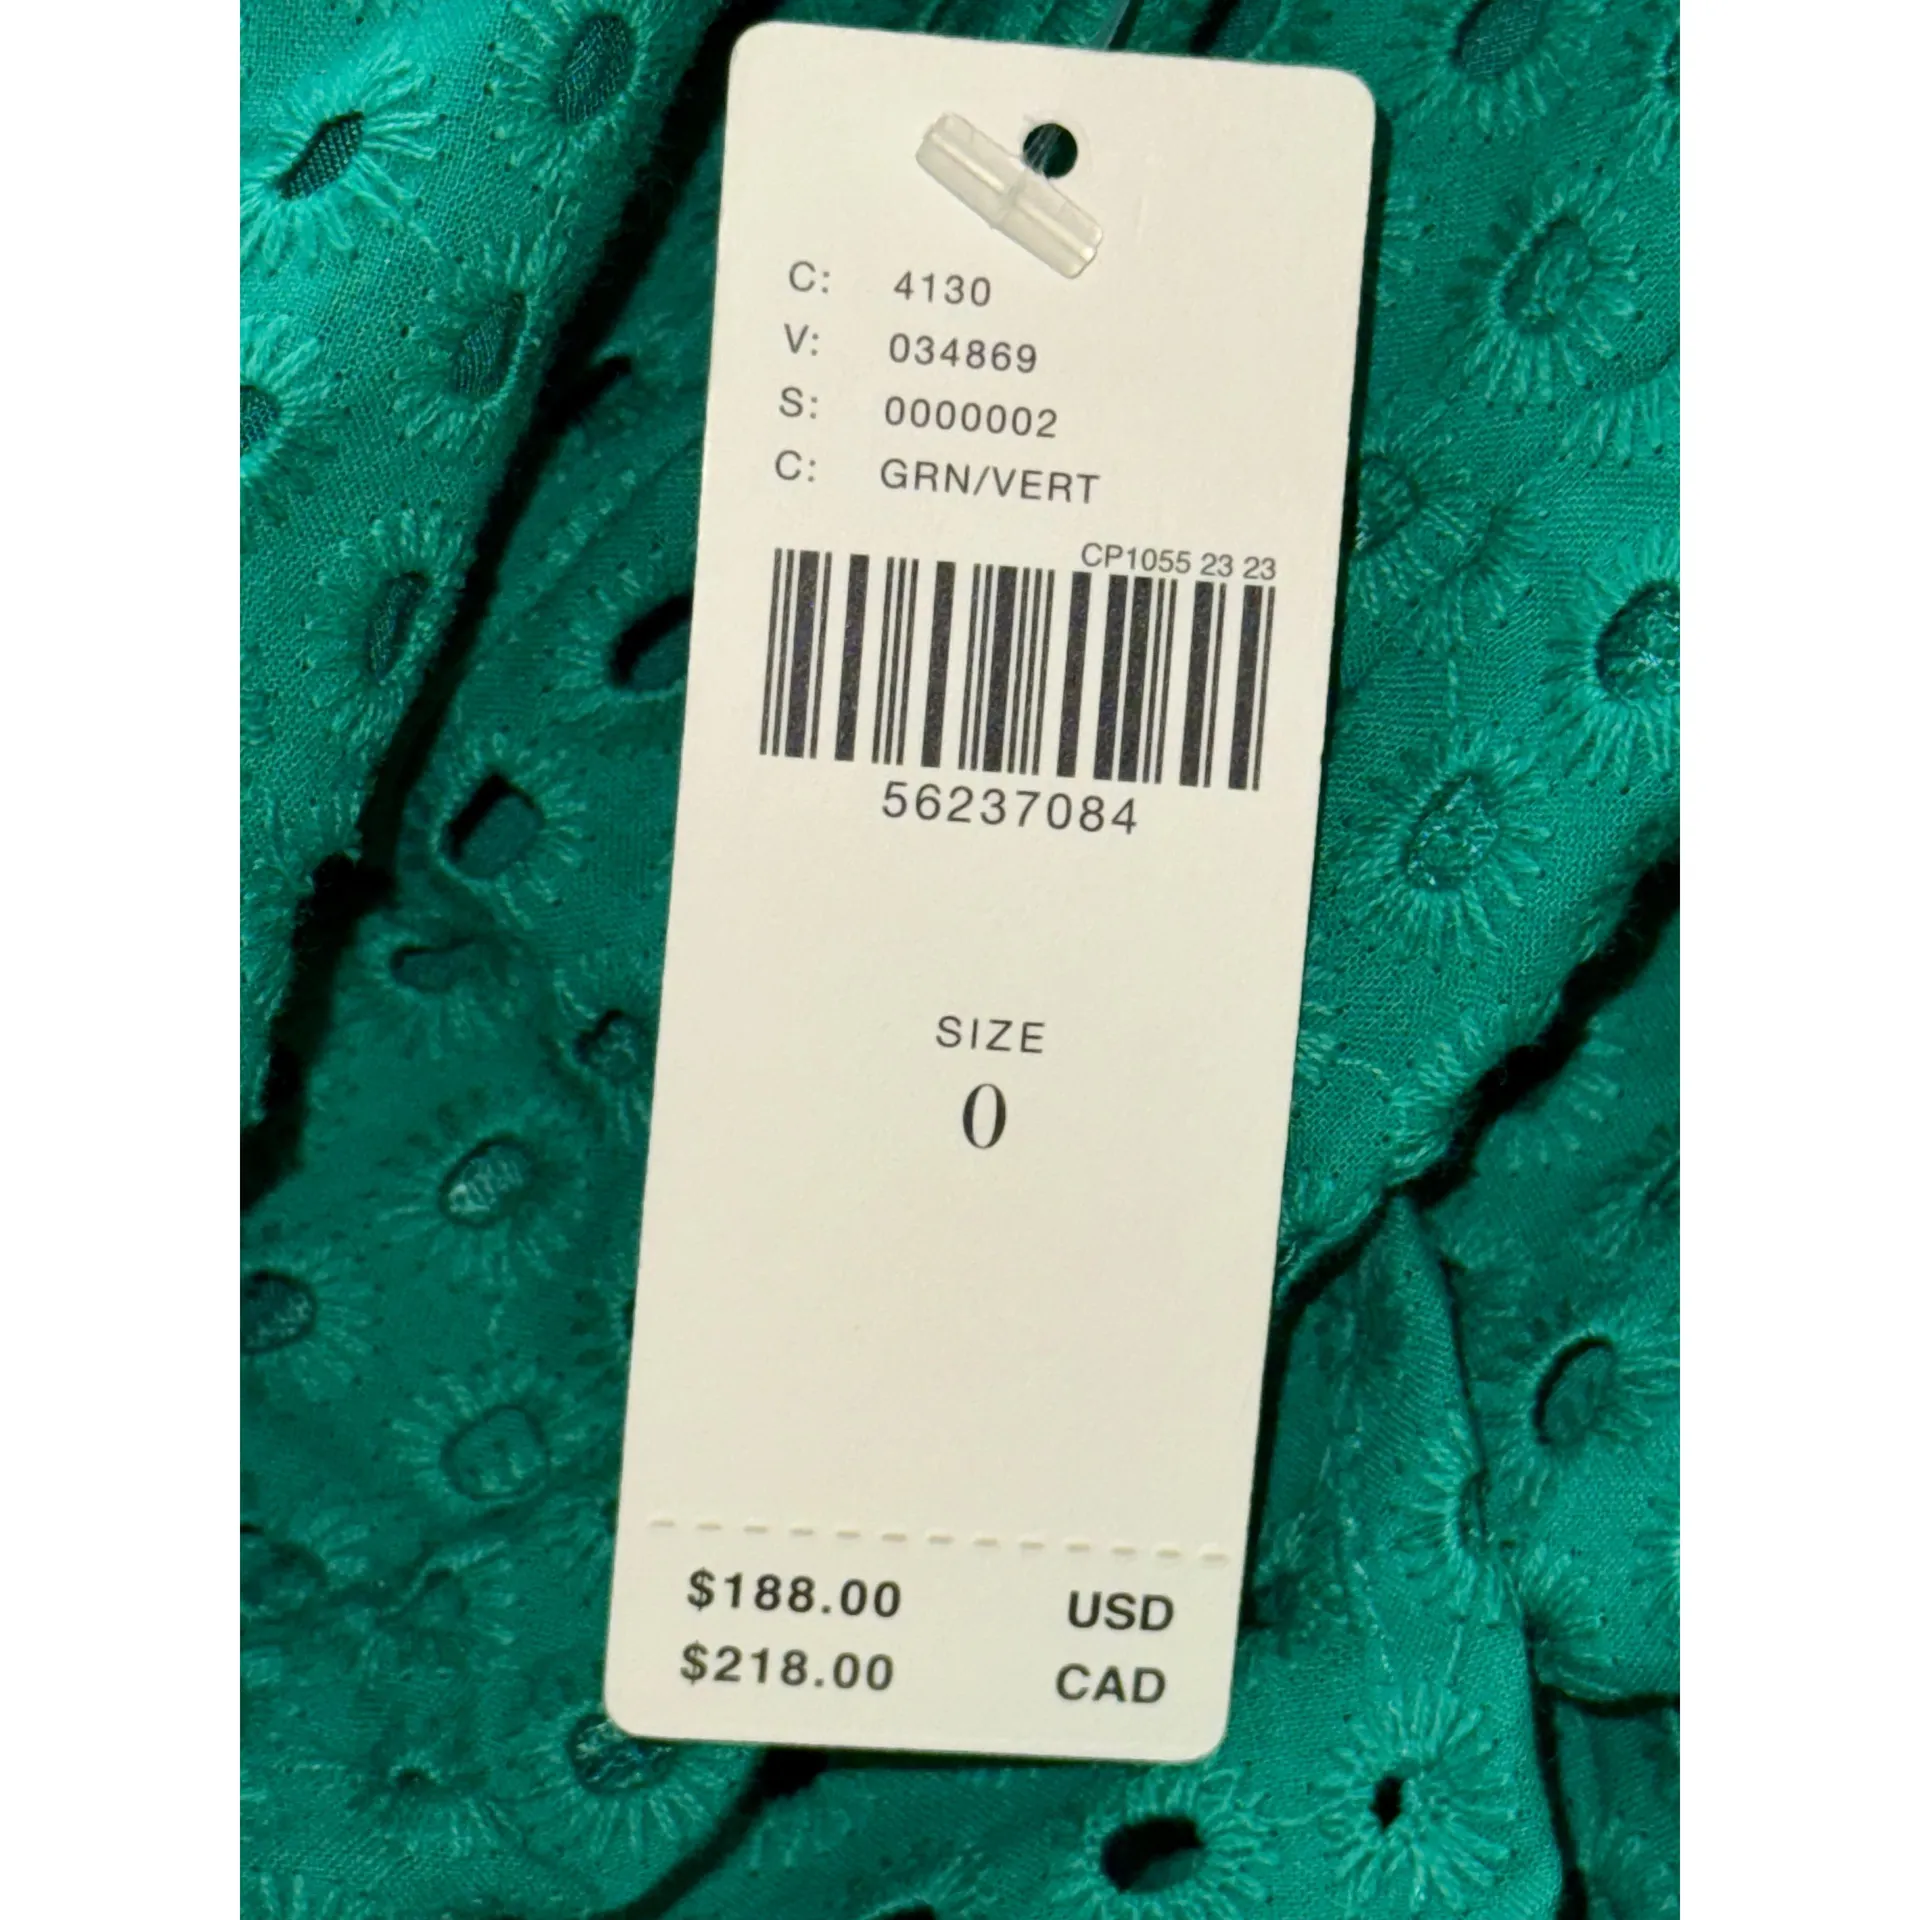 C: 4130
V: 034869
S: 0000002
C: GRN/VERT
CP1055 23 23
56237084
SIZE
0
$188.00 USD
$218.00 CAD